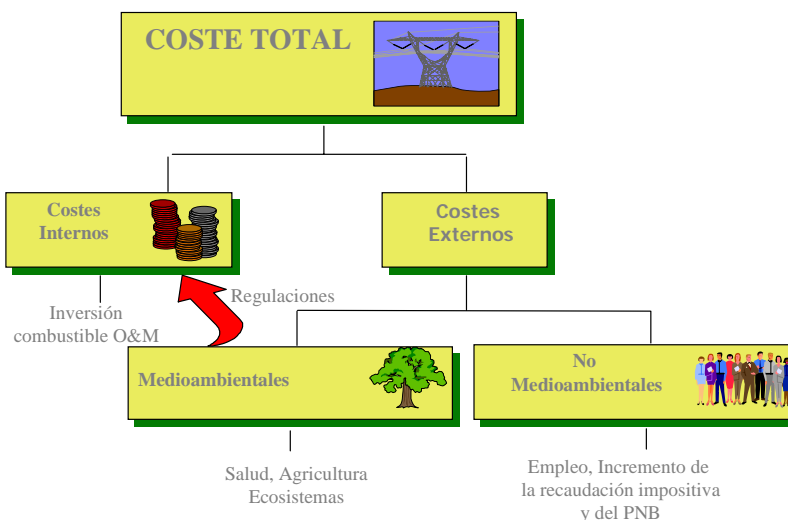 COSTE TOTAL
Costes
Internos
Costes
Externos
Inversión
combustible O&M
Regulaciones
Medioambientales
No
Medioambientales
Salud, Agricultura
Ecosistemas
Empleo, Incremento de
la recaudación impositiva
y del PNB